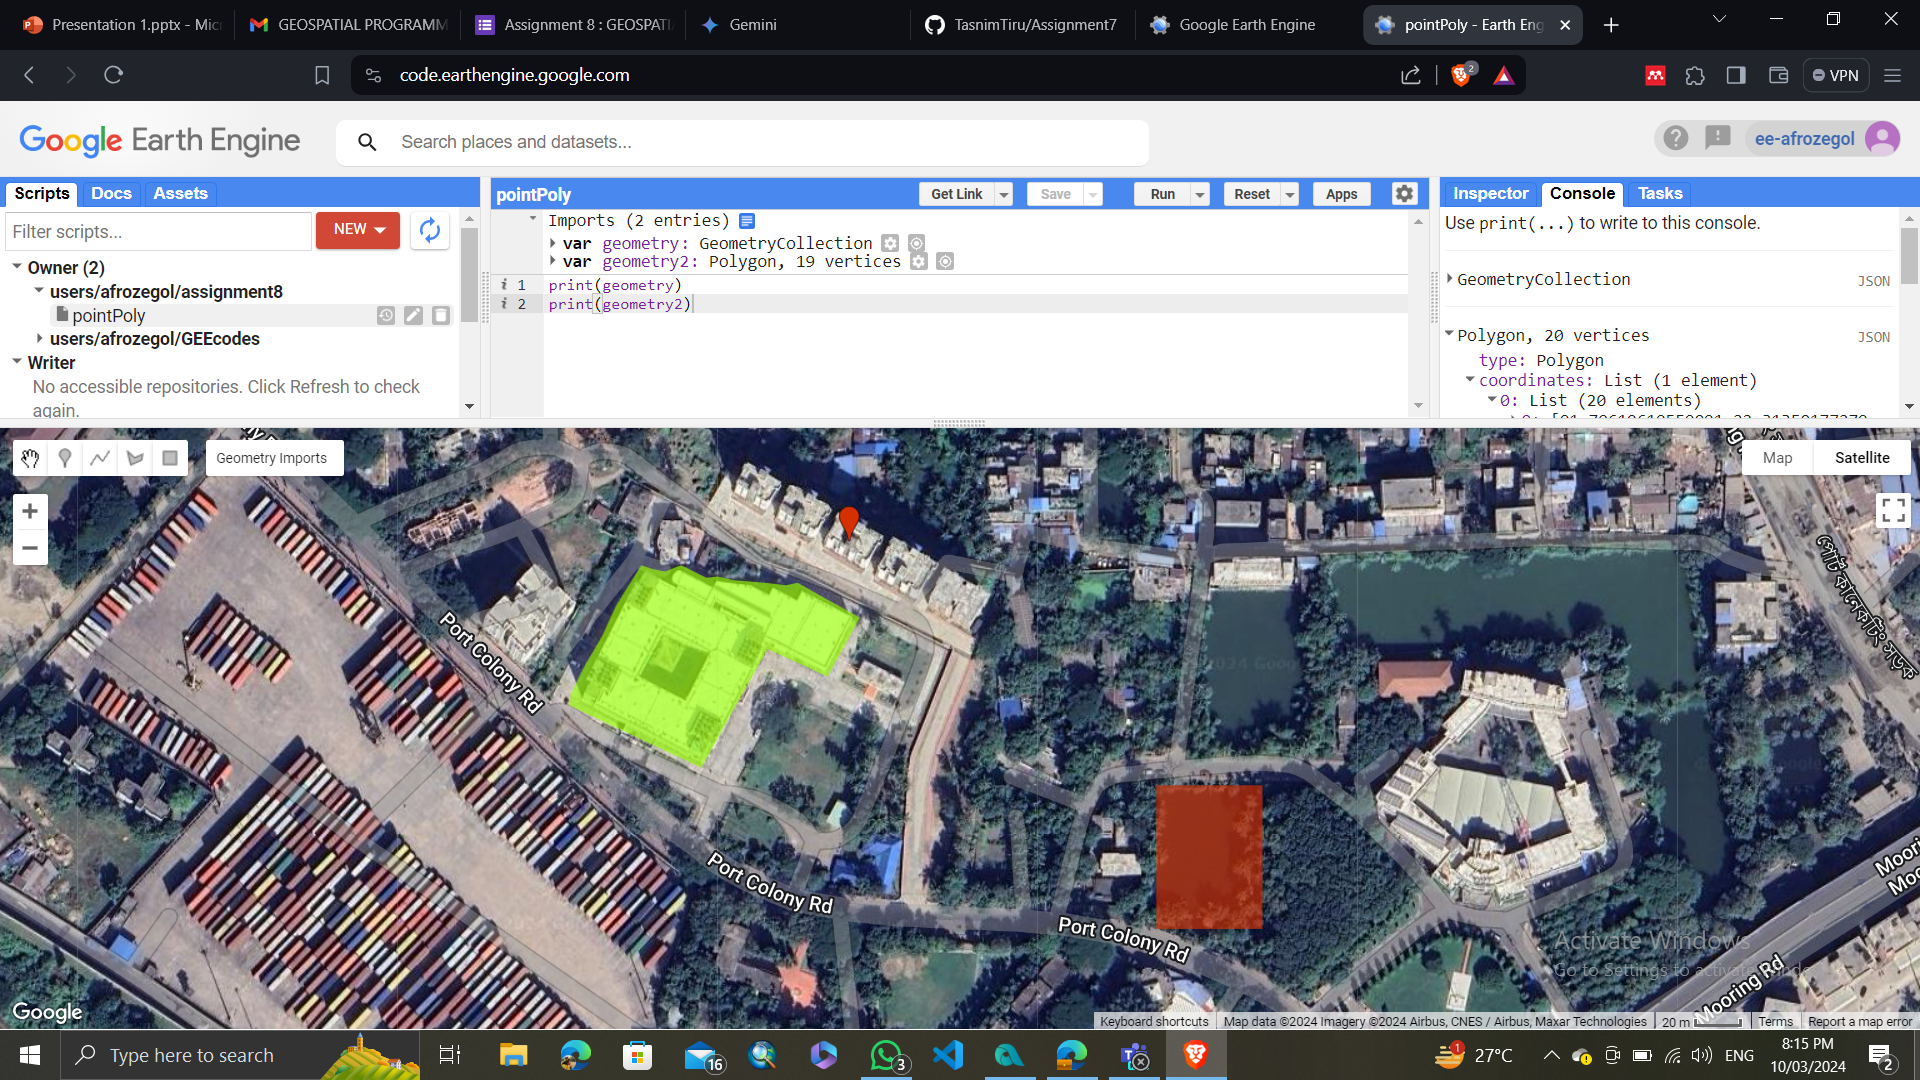 Presentation 1.pptx - Mic
GEOSPATIAL PROGRAMM
Assignment 8 : GEOSPATI
Gemini
TasnimTiru/Assignment7
Google Earth Engine
pointPoly - Earth Eng
code.earthengine.google.com
2
VPN
Google Earth Engine
Search places and datasets...
ee-afrozegol
Scripts
Docs
Assets
Filter scripts...
NEW
Owner (2)
users/afrozegol/assignment8
pointPoly
users/afrozegol/GEEcodes
Writer
No accessible repositories. Click Refresh to check
again.
pointPoly
Get Link
Save
Run
Reset
Apps
Imports (2 entries)
var geometry: GeometryCollection
var geometry2: Polygon, 19 vertices
i 1 print(geometry)
i 2 print(geometry2)
Inspector
Console
Tasks
Use print(...) to write to this console.
GeometryCollection
JSON
Polygon, 20 vertices
JSON
type: Polygon
coordinates: List (1 element)
0: List (20 elements)
Geometry Imports
Map
Satellite
Port Colony Rd
Port Colony Rd
Port Colony Rd
Mooring Rd
পোর্ট কানেকটিং সড়ক
Activate Windows
Go to Settings to activate Windows
Google
Keyboard shortcuts
Map data ©2024 Imagery ©2024 Airbus, CNES / Airbus, Maxar Technologies
20 m
Terms
Report a map error
Type here to search
16
3
1
27°C
ENG
8:15 PM
10/03/2024
2